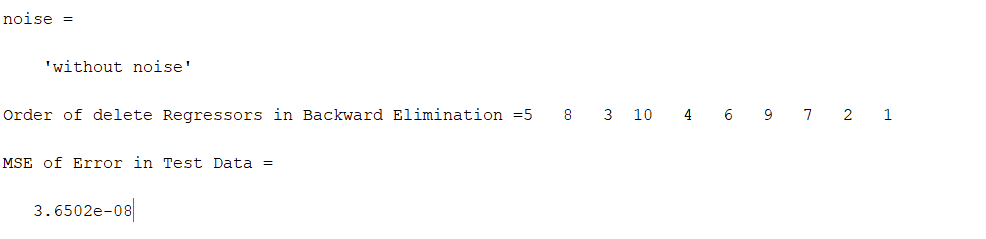 noise =
'without noise'
Order of delete Regressors in Backward Elimination =5 8 3 10 4 6 9 7 2 1
MSE of Error in Test Data =
3.6502e-08